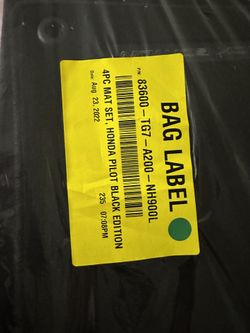 BAG LABEL
P/N: 83600-TG7-A200-NH900L
4PC MAT SET, HONDA PILOT BLACK EDITION
Date: Aug 23, 2022
235 07:08PM